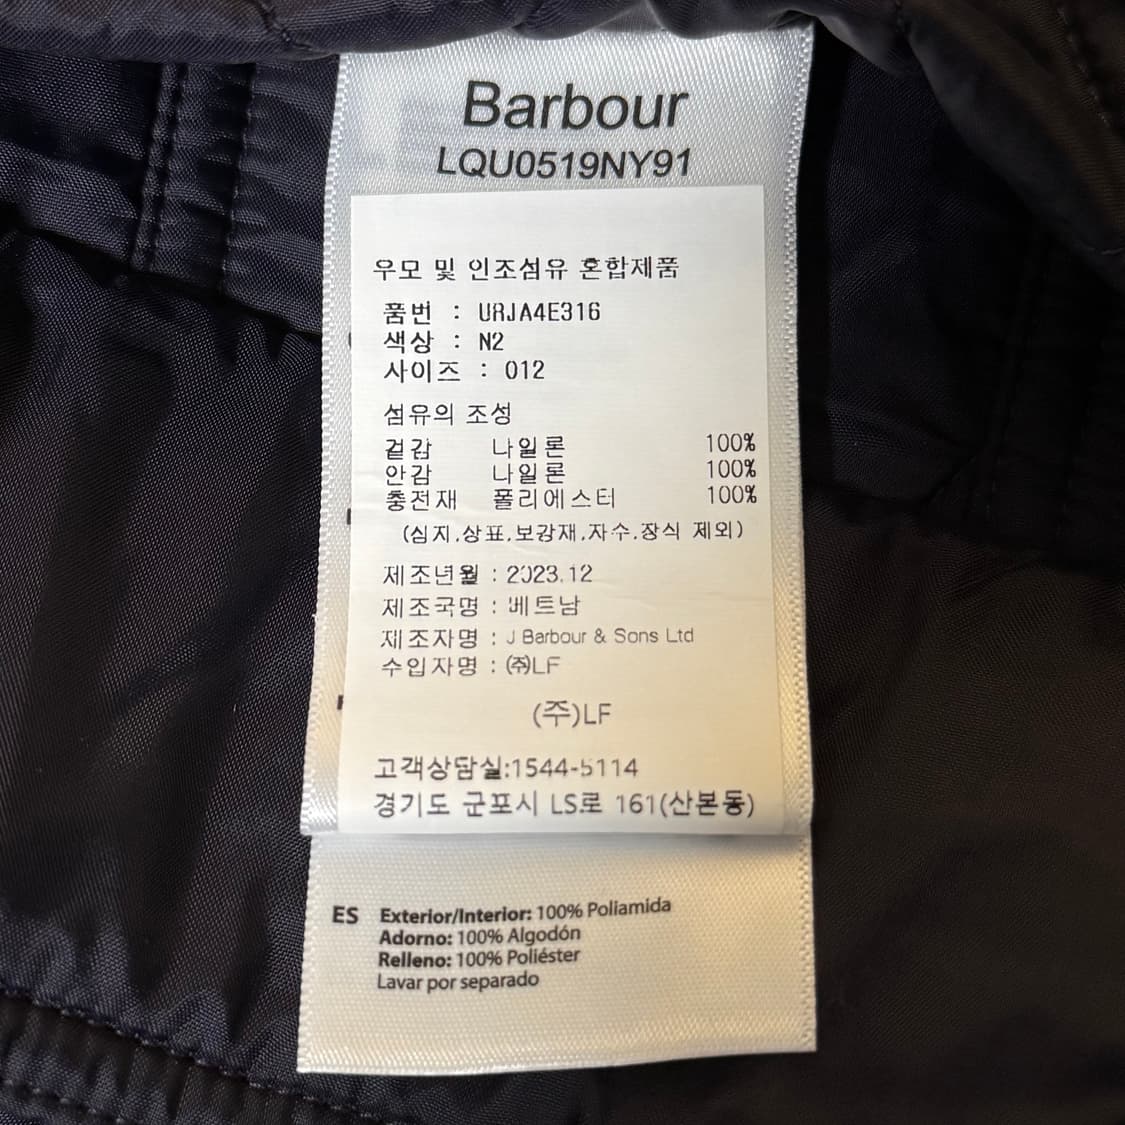 Barbour
LQU0519NY91
우모 및 인조섬유 혼합제품
품번 : URJA4E316
색상 : N2
사이즈 : 012
섬유의 조성
겉감 나일론 100%
안감 나일론 100%
충전재 폴리에스터 100%
(심지,상표,보강재,자수,장식 제외)
제조년월 : 2023.12
제조국명 : 베트남
제조자명 : J Barbour & Sons Ltd
수입자명 : ㈜LF
(주)LF
고객상담실:1544-5114
경기도 군포시 LS로 161(산본동)
ES Exterior/Interior: 100% Poliamida
Adorno: 100% Algodón
Relleno: 100% Poliéster
Lavar por separado